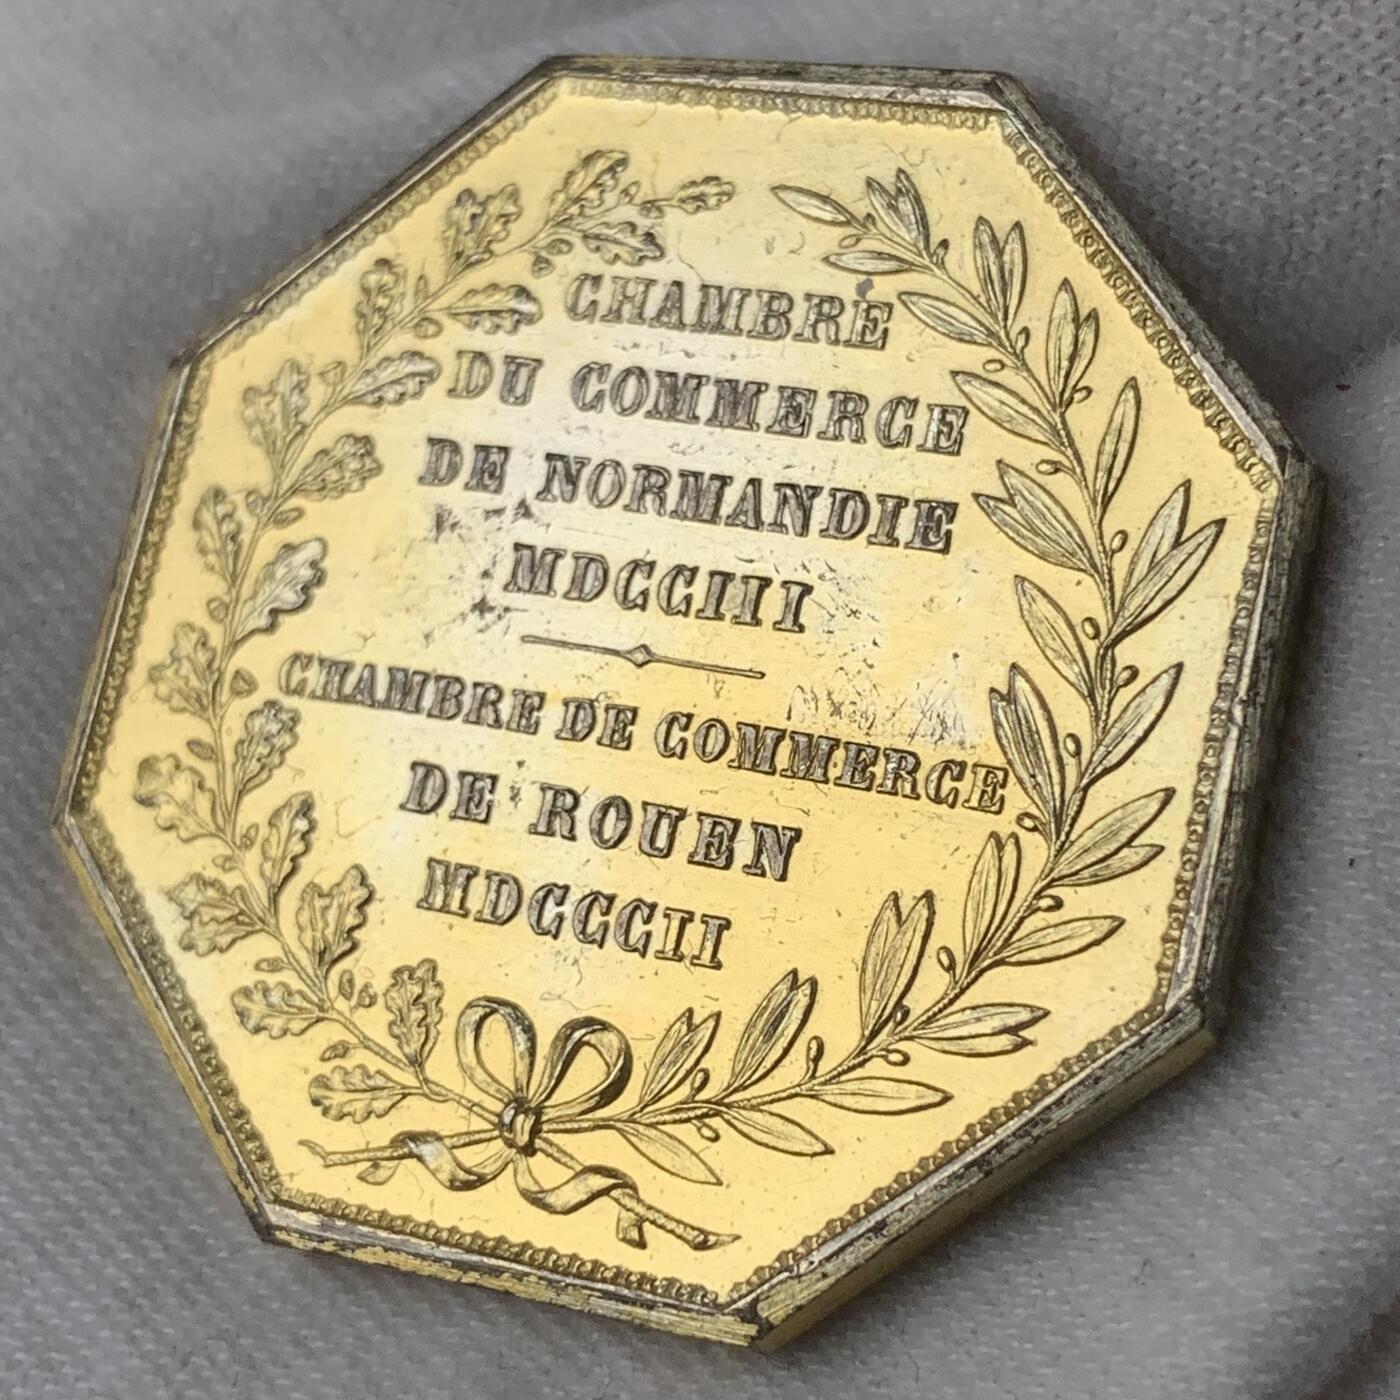 CHAMBRE
DU COMMERCE
DE NORMANDIE
MDCCIII
CHAMBRE DE COMMERCE
DE ROUEN
MDCCCII